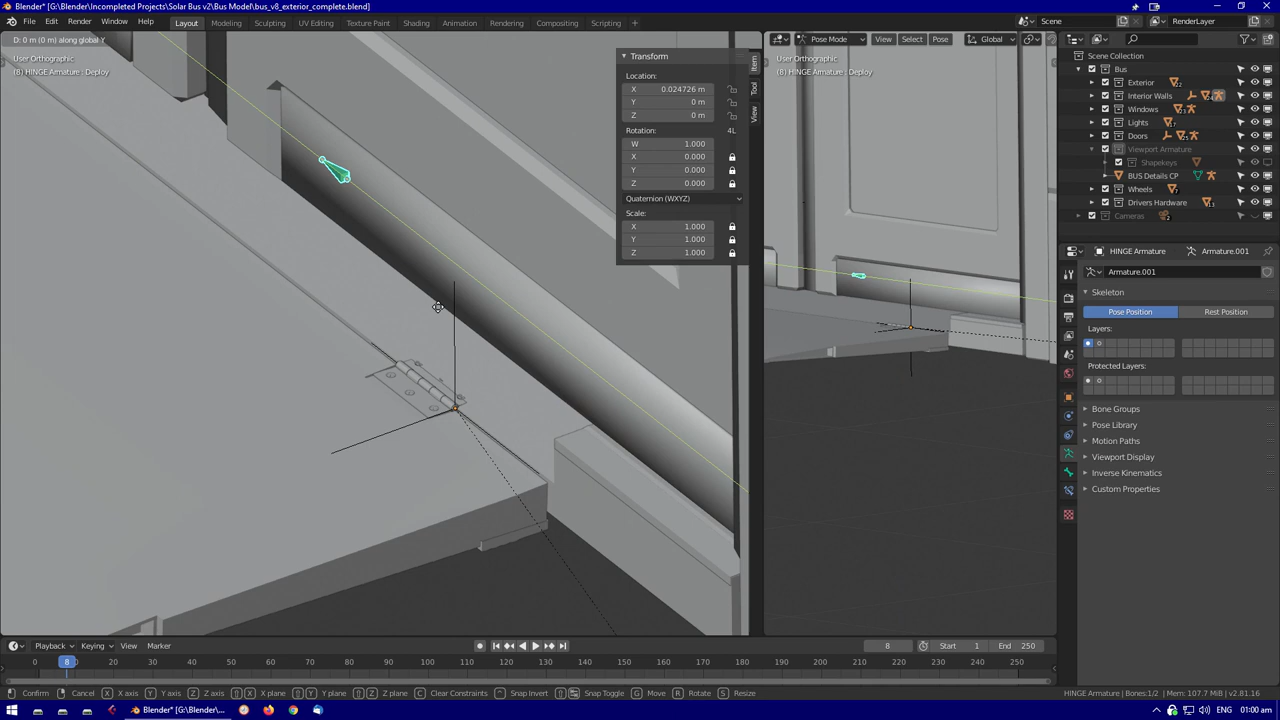 Blender* [G:\Blender\Incompleted Projects\Solar Bus v2\Bus Model\bus_v8_exterior_complete.blend]
File Edit Render Window Help Layout Modeling Sculpting UV Editing Texture Paint Shading Animation Rendering Compositing Scripting + Scene RenderLayer
D: 0 m (0 m) along global Y
User Orthographic
(8) HINGE Armature : Deploy
Transform
Location:
X 0.024726 m
Y 0 m
Z 0 m
Rotation: 4L
W 1.000
X 0.000
Y 0.000
Z 0.000
Quaternion (WXYZ)
Scale:
X 1.000
Y 1.000
Z 1.000
Item
Tool
View
Pose Mode View Select Pose Global
User Orthographic
(8) HINGE Armature : Deploy
Scene Collection
Bus
Exterior
Interior Walls
Windows
Lights
Doors
Viewport Armature
Shapekeys
BUS Details CP
Wheels
Drivers Hardware
Cameras
HINGE Armature Armature.001
Armature.001
Skeleton
Pose Position Rest Position
Layers:
Protected Layers:
Bone Groups
Pose Library
Motion Paths
Viewport Display
Inverse Kinematics
Custom Properties
Playback Keying View Marker 8 Start 1 End 250
0 8 20 30 40 50 60 70 80 90 100 110 120 130 140 150 160 170 180 190 200 210 220 230 240 250
Confirm Cancel X X axis Y Y axis Z Z axis X X plane Y Y plane Z Z plane C Clear Constraints Snap Invert Snap Toggle G Move R Rotate S Resize HINGE Armature | Bones:1/2 | Mem: 107.7 MiB | v2.81.16
Blender* [G:\Blender\... ENG 01:00 am